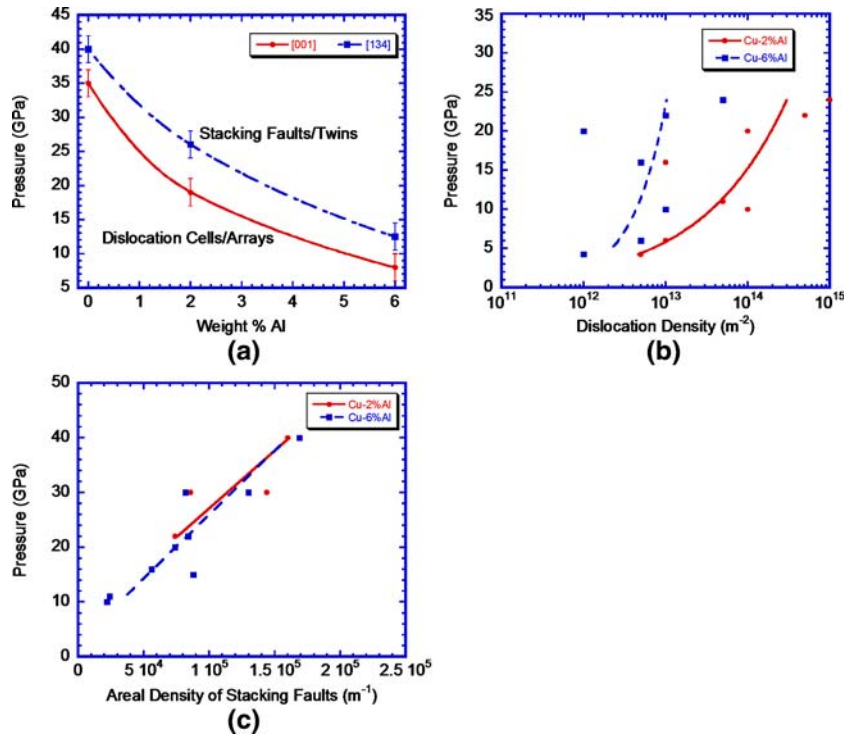 [001] [134]
Stacking Faults/Twins
Dislocation Cells/Arrays
Pressure (GPa)
45
40
35
30
25
20
15
10
5
0 1 2 3 4 5 6
Weight % Al
(a)
Cu-2%Al
Cu-6%Al
Pressure (GPa)
35
30
25
20
15
10
5
0
10^11 10^12 10^13 10^14 10^15
Dislocation Density (m^-2)
(b)
Cu-2%Al
Cu-6%Al
Pressure (GPa)
50
40
30
20
10
0
0 5 10^4 1 10^5 1.5 10^5 2 10^5 2.5 10^5
Areal Density of Stacking Faults (m^-1)
(c)